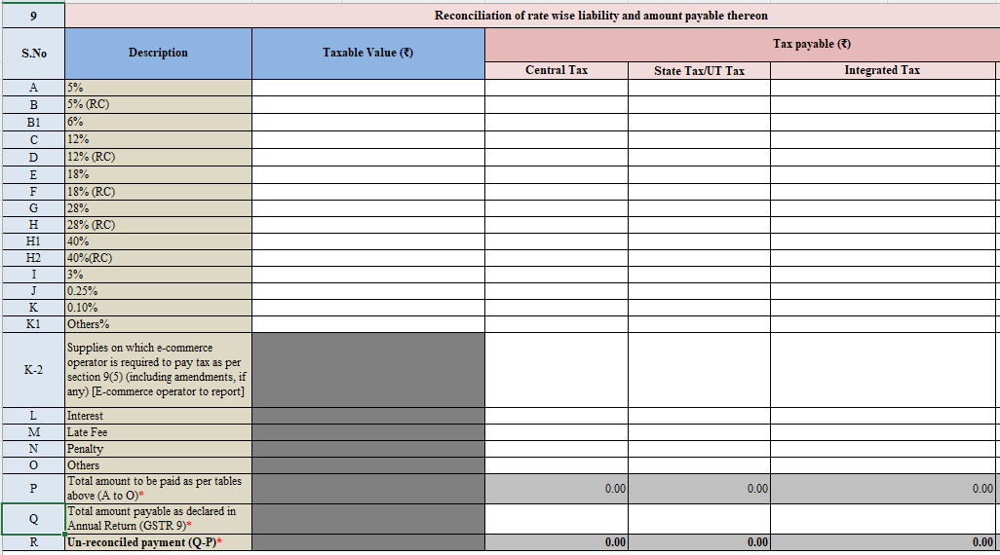 9 Reconciliation of rate wise liability and amount payable thereon
S.No Description Taxable Value (₹) Tax payable (₹)
Central Tax State Tax/UT Tax Integrated Tax
A 5%
B 5% (RC)
B1 6%
C 12%
D 12% (RC)
E 18%
F 18% (RC)
G 28%
H 28% (RC)
H1 40%
H2 40%(RC)
I 3%
J 0.25%
K 0.10%
K1 Others%
Supplies on which e-commerce
operator is required to pay tax as per
K-2 section 9(5) (including amendments, if
any) [E-commerce operator to report]
L Interest
M Late Fee
N Penalty
O Others
P Total amount to be paid as per tables 0.00 0.00 0.00
above (A to O)*
Q Total amount payable as declared in
Annual Return (GSTR 9)*
R Un-reconciled payment (Q-P)* 0.00 0.00 0.00